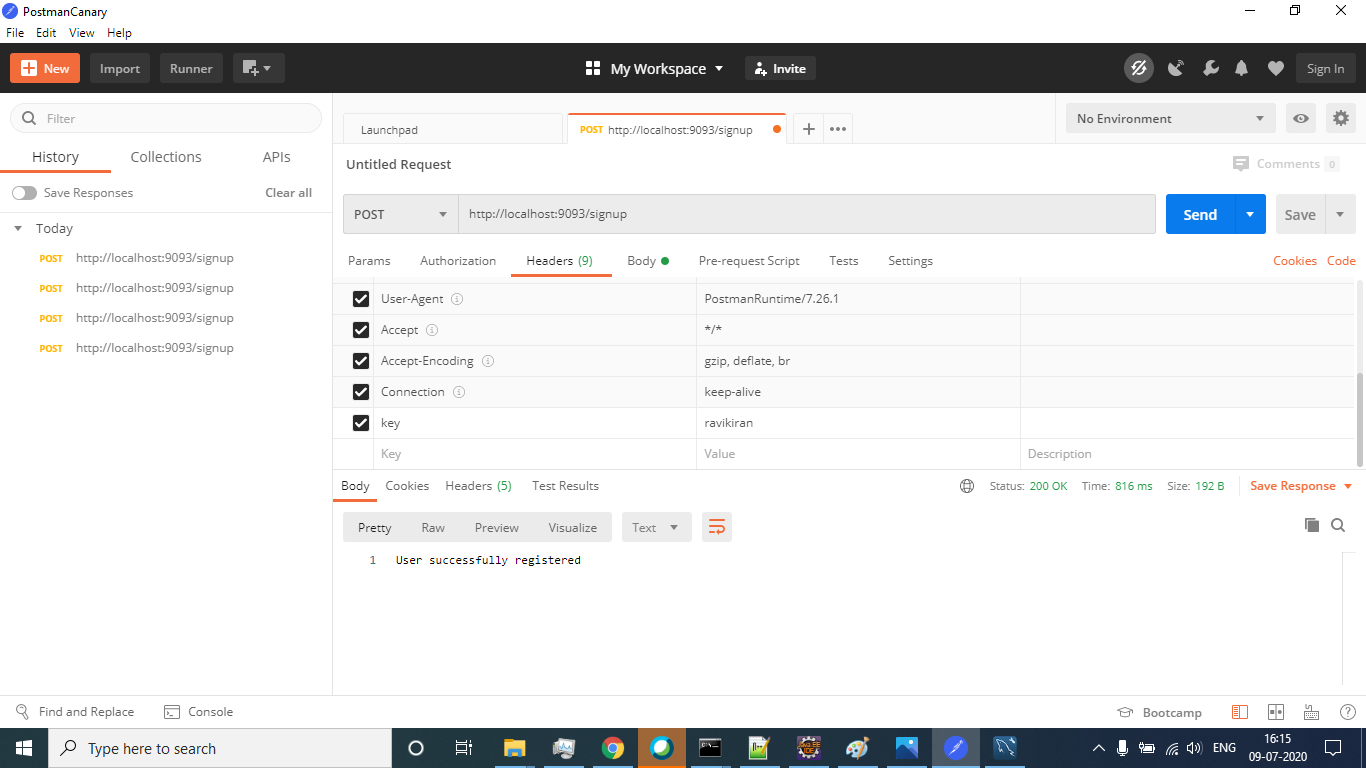 PostmanCanary
File Edit View Help
New Import Runner My Workspace Invite Sign In
Filter
History Collections APIs
Save Responses Clear all
Today
POST http://localhost:9093/signup
POST http://localhost:9093/signup
POST http://localhost:9093/signup
POST http://localhost:9093/signup
Launchpad POST http://localhost:9093/signup No Environment
Untitled Request Comments 0
POST http://localhost:9093/signup Send Save
Params Authorization Headers (9) Body Pre-request Script Tests Settings Cookies Code
User-Agent PostmanRuntime/7.26.1
Accept */*
Accept-Encoding gzip, deflate, br
Connection keep-alive
key ravikiran
Key Value Description
Body Cookies Headers (5) Test Results Status: 200 OK Time: 816 ms Size: 192 B Save Response
Pretty Raw Preview Visualize Text
1 User successfully registered
Find and Replace Console Bootcamp
Type here to search ENG 16:15
09-07-2020